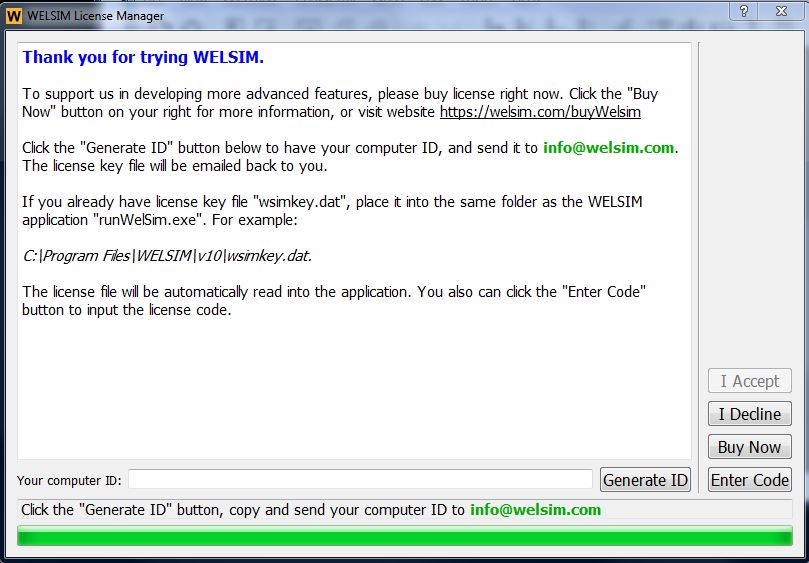 WELSIM License Manager
Thank you for trying WELSIM.
To support us in developing more advanced features, please buy license right now. Click the "Buy
Now" button on your right for more information, or visit website https://welsim.com/buyWelsim
Click the "Generate ID" button below to have your computer ID, and send it to info@welsim.com.
The license key file will be emailed back to you.
If you already have license key file "wsimkey.dat", place it into the same folder as the WELSIM
application "runWelSim.exe". For example:
C:\Program Files\WELSIM\v10\wsimkey.dat.
The license file will be automatically read into the application. You also can click the "Enter Code"
button to input the license code.
I Accept
I Decline
Buy Now
Your computer ID:
Generate ID
Enter Code
Click the "Generate ID" button, copy and send your computer ID to info@welsim.com